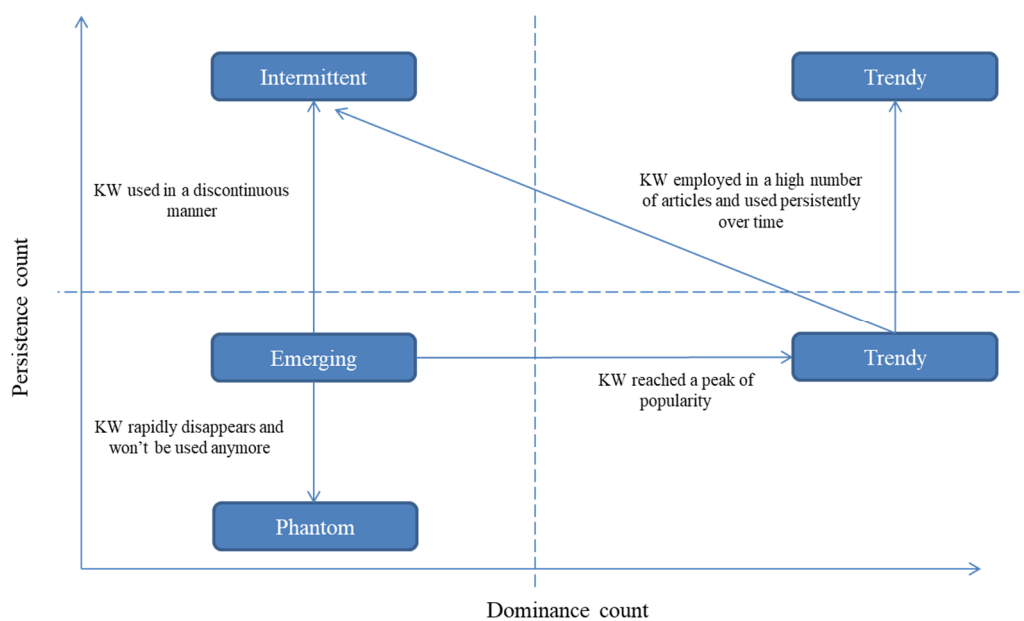 Intermittent
Trendy
KW used in a discontinuous
manner
KW employed in a high number
of articles and used persistently
over time
Persistence count
Emerging
Trendy
KW reached a peak of
popularity
KW rapidly disappears and
won’t be used anymore
Phantom
Dominance count